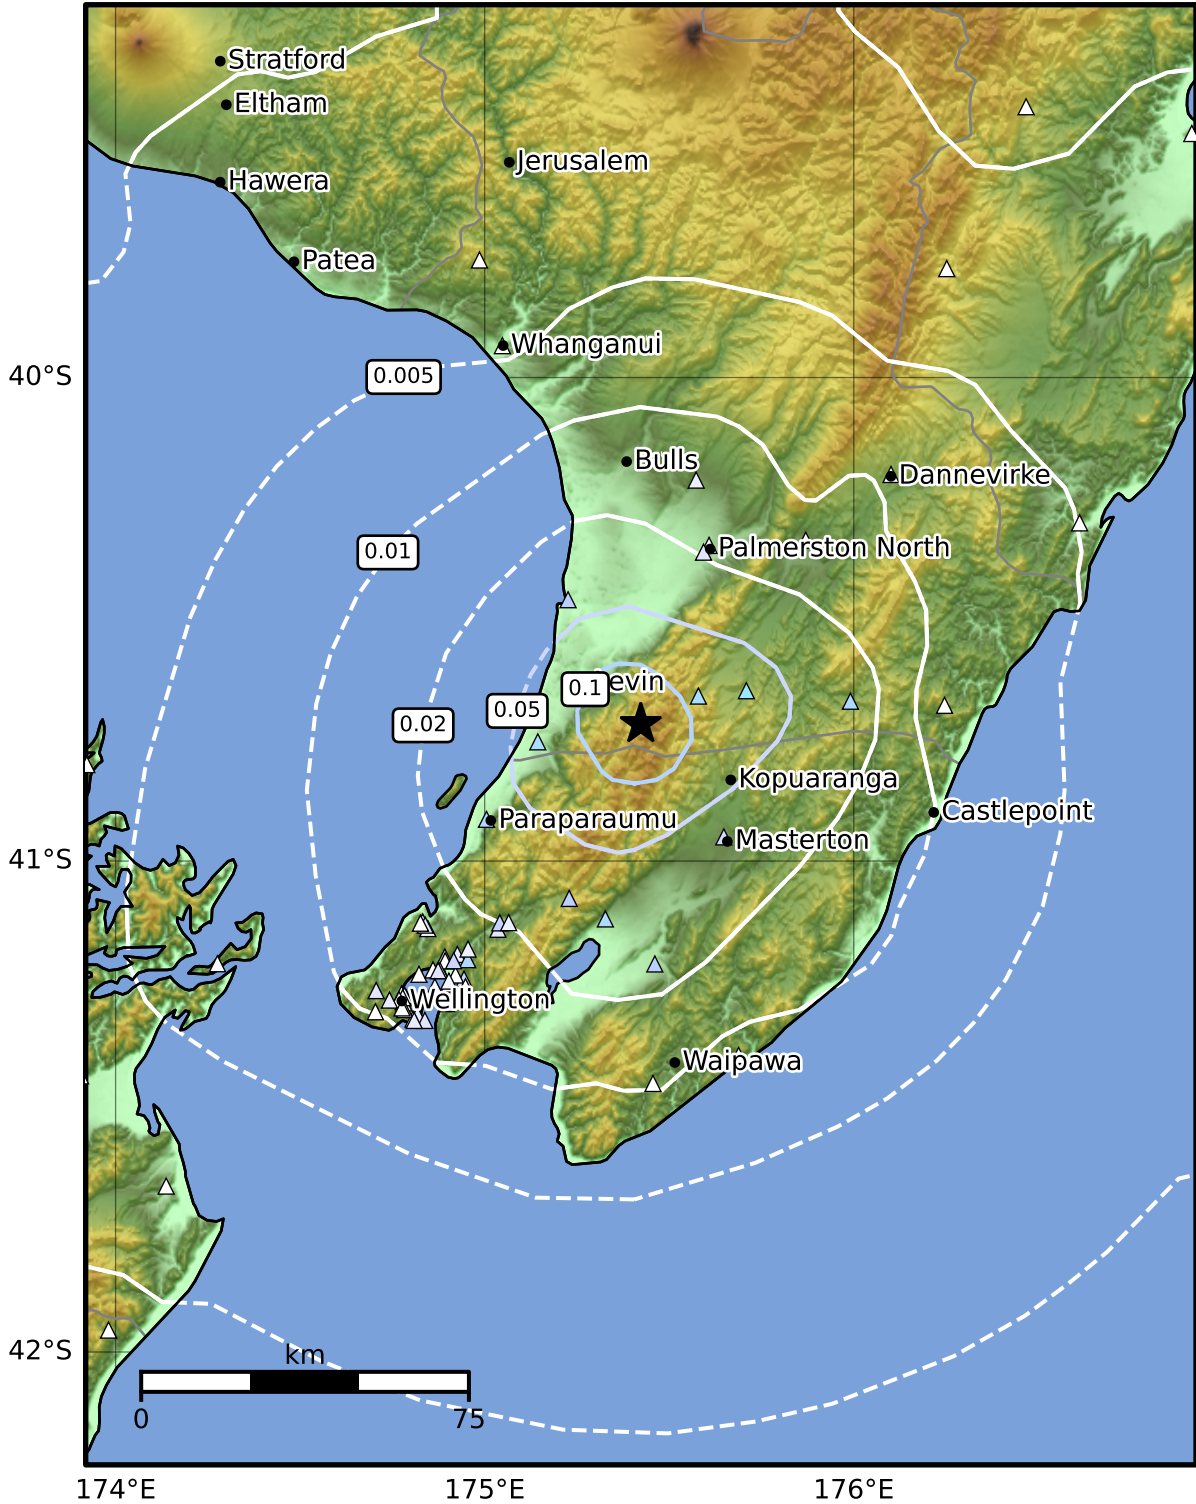 Stratford
Eltham
Jerusalem
Hawera
Patea
Whanganui
40°S
0.005
Bulls
Dannevirke
Palmerston North
0.01
evin
0.1
0.05
0.02
Kopuaranga
Castlepoint
Paraparaumu
Masterton
41°S
Wellington
Waipawa
42°S
km
0 75
174°E 175°E 176°E